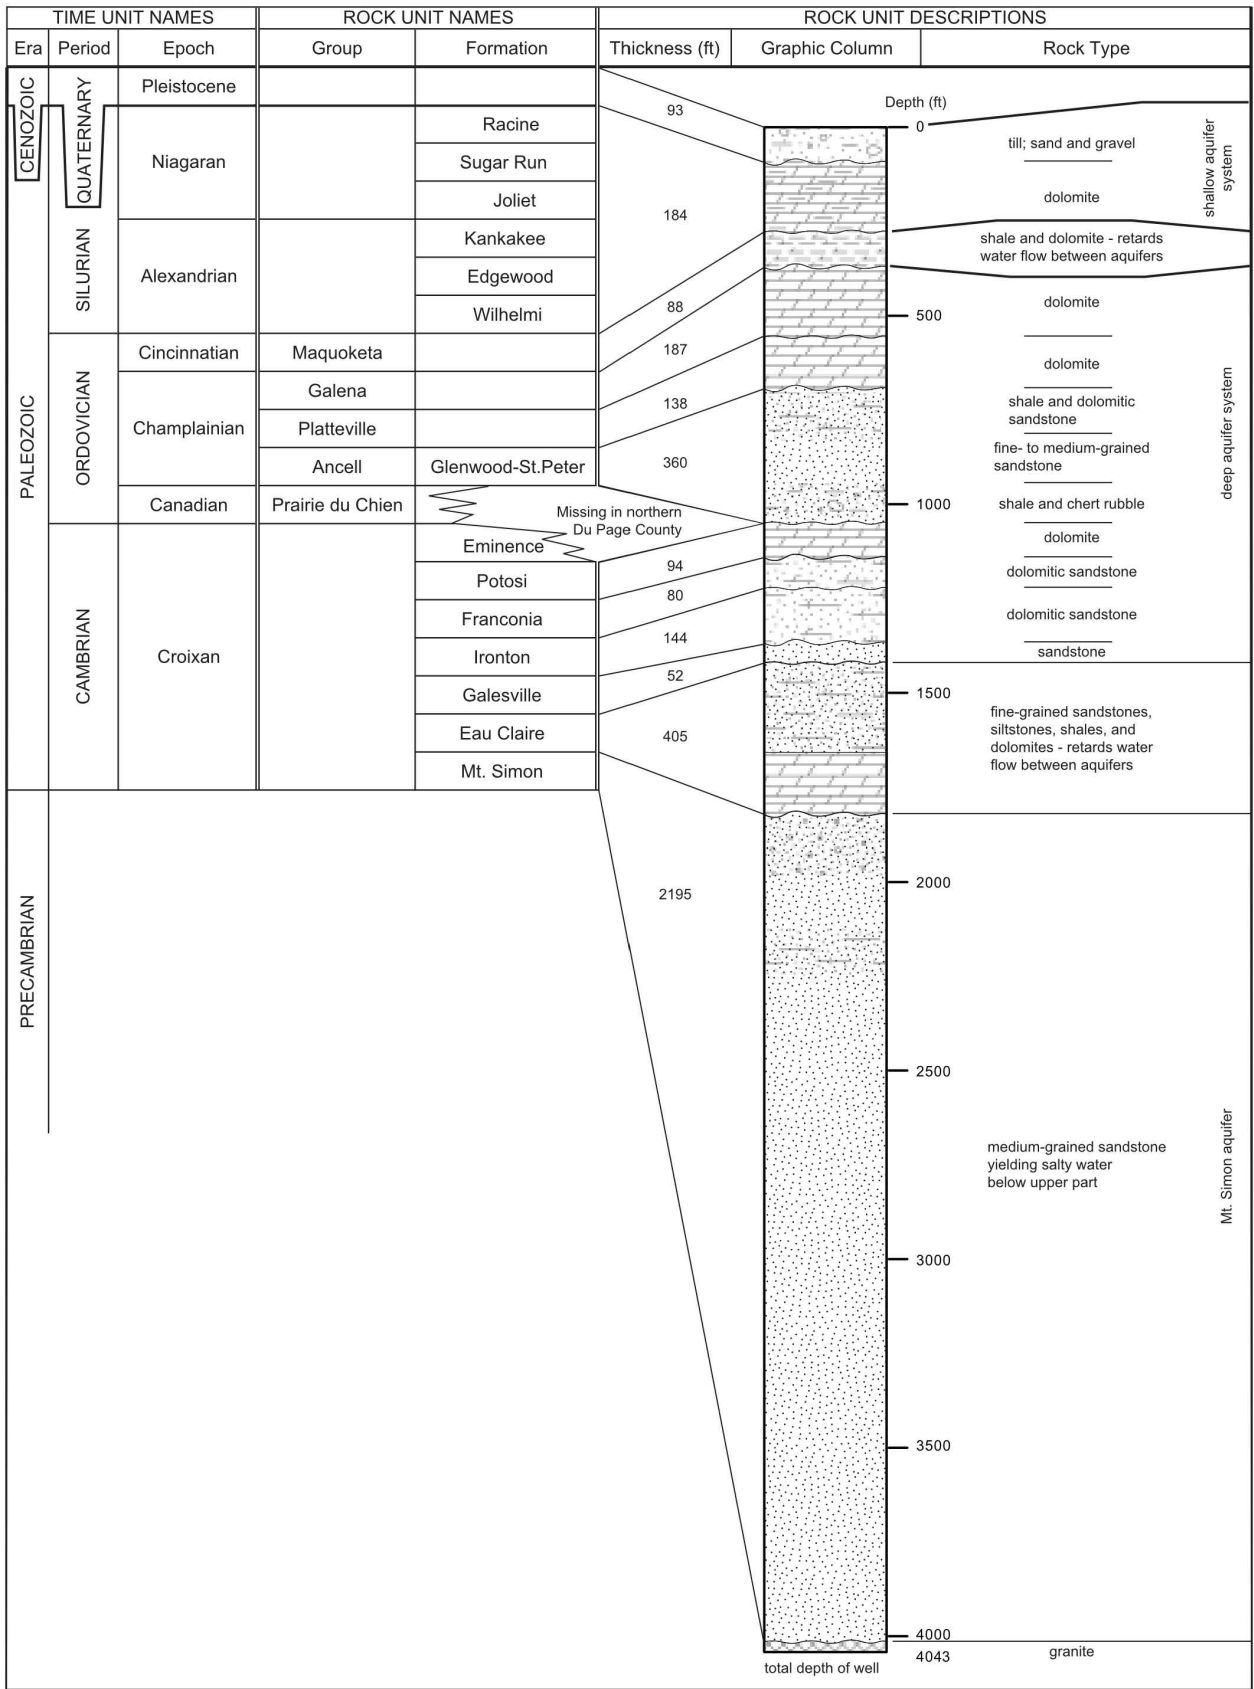 TIME UNIT NAMES
ROCK UNIT NAMES
ROCK UNIT DESCRIPTIONS
Era
Period
Epoch
Group
Formation
Thickness (ft)
Graphic Column
Rock Type
CENOZOIC
QUATERNARY
Pleistocene
93
Depth (ft)
0
till; sand and gravel
shallow aquifer
system
PALEOZOIC
SILURIAN
Niagaran
Racine
Sugar Run
Joliet
184
dolomite
Alexandrian
Kankakee
Edgewood
Wilhelmi
shale and dolomite - retards
water flow between aquifers
88
dolomite
500
ORDOVICIAN
Cincinnatian
Maquoketa
187
dolomite
Champlainian
Galena
138
shale and dolomitic
sandstone
deep aquifer system
Platteville
360
fine- to medium-grained
sandstone
Ancell
Glenwood-St.Peter
Canadian
Prairie du Chien
Missing in northern
Du Page County
1000
shale and chert rubble
CAMBRIAN
Croixan
Eminence
dolomite
Potosi
94
dolomitic sandstone
80
Franconia
dolomitic sandstone
144
Ironton
sandstone
52
Galesville
1500
Eau Claire
405
fine-grained sandstones,
siltstones, shales, and
dolomites - retards water
flow between aquifers
Mt. Simon
PRECAMBRIAN
2195
2000
2500
medium-grained sandstone
yielding salty water
below upper part
Mt. Simon aquifer
3000
3500
4000
4043
granite
total depth of well